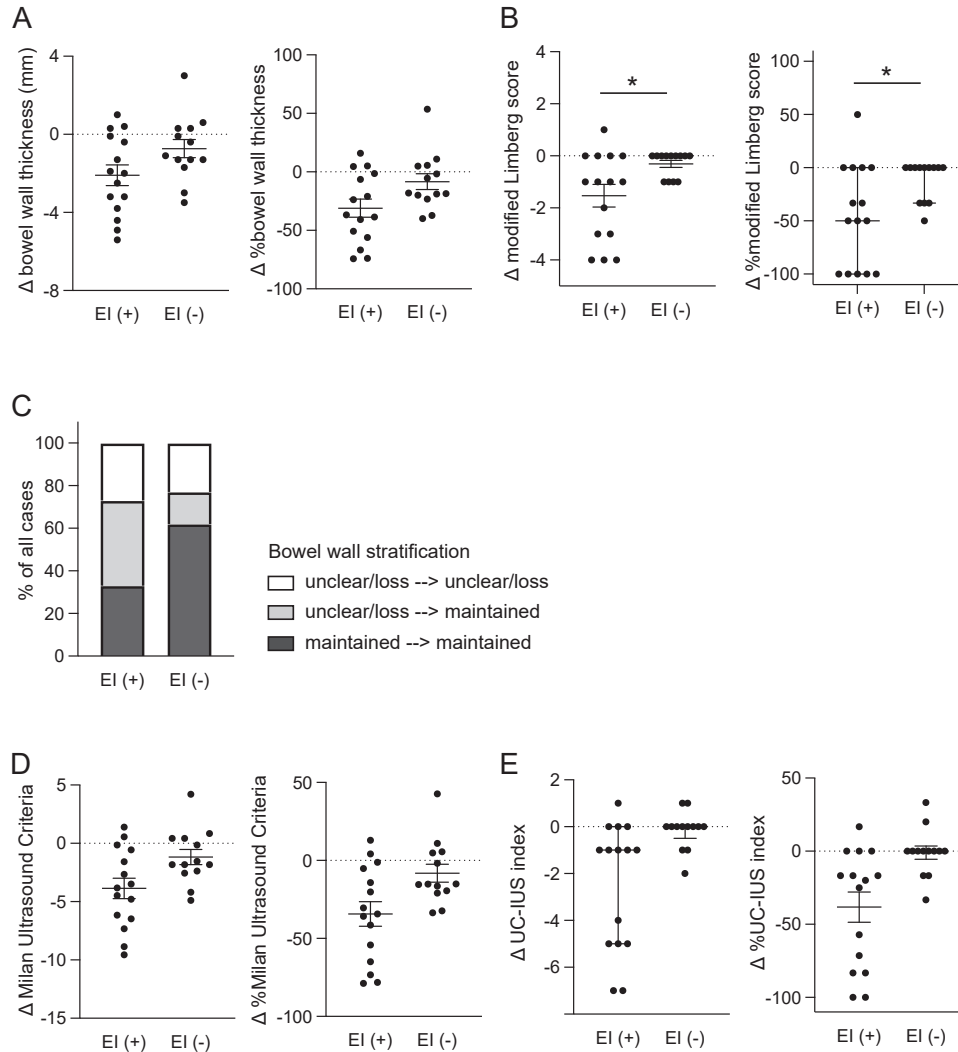 A
Δ bowel wall thickness (mm)
4
0
-4
-8
EI (+)
EI (-)
Δ %bowel wall thickness
100
50
0
-50
-100
EI (+)
EI (-)
B
Δ modified Limberg score
4
2
0
-2
-4
*
EI (+)
EI (-)
Δ %modified Limberg score
100
50
0
-50
-100
*
EI (+)
EI (-)
C
% of all cases
100
80
60
40
20
0
EI (+)
EI (-)
Bowel wall stratification
unclear/loss --> unclear/loss
unclear/loss --> maintained
maintained --> maintained
D
Δ Milan Ultrasound Criteria
5
0
-5
-10
-15
EI (+)
EI (-)
Δ %Milan Ultrasound Criteria
50
0
-50
-100
EI (+)
EI (-)
E
Δ UC-IUS index
2
0
-2
-4
-6
EI (+)
EI (-)
Δ %UC-IUS index
50
0
-50
-100
EI (+)
EI (-)